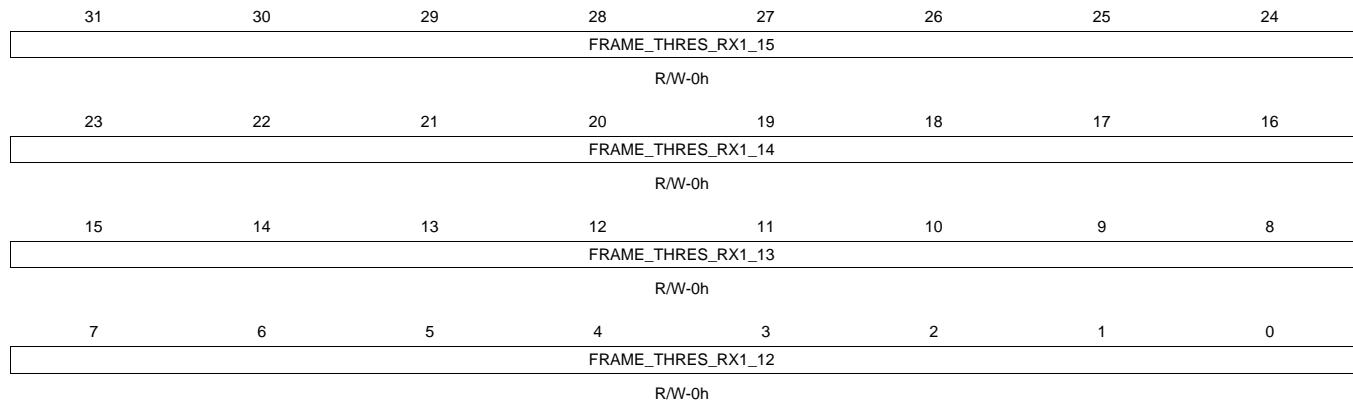 31 30 29 28 27 26 25 24
FRAME_THRES_RX1_15
R/W-0h
23 22 21 20 19 18 17 16
FRAME_THRES_RX1_14
R/W-0h
15 14 13 12 11 10 9 8
FRAME_THRES_RX1_13
R/W-0h
7 6 5 4 3 2 1 0
FRAME_THRES_RX1_12
R/W-0h